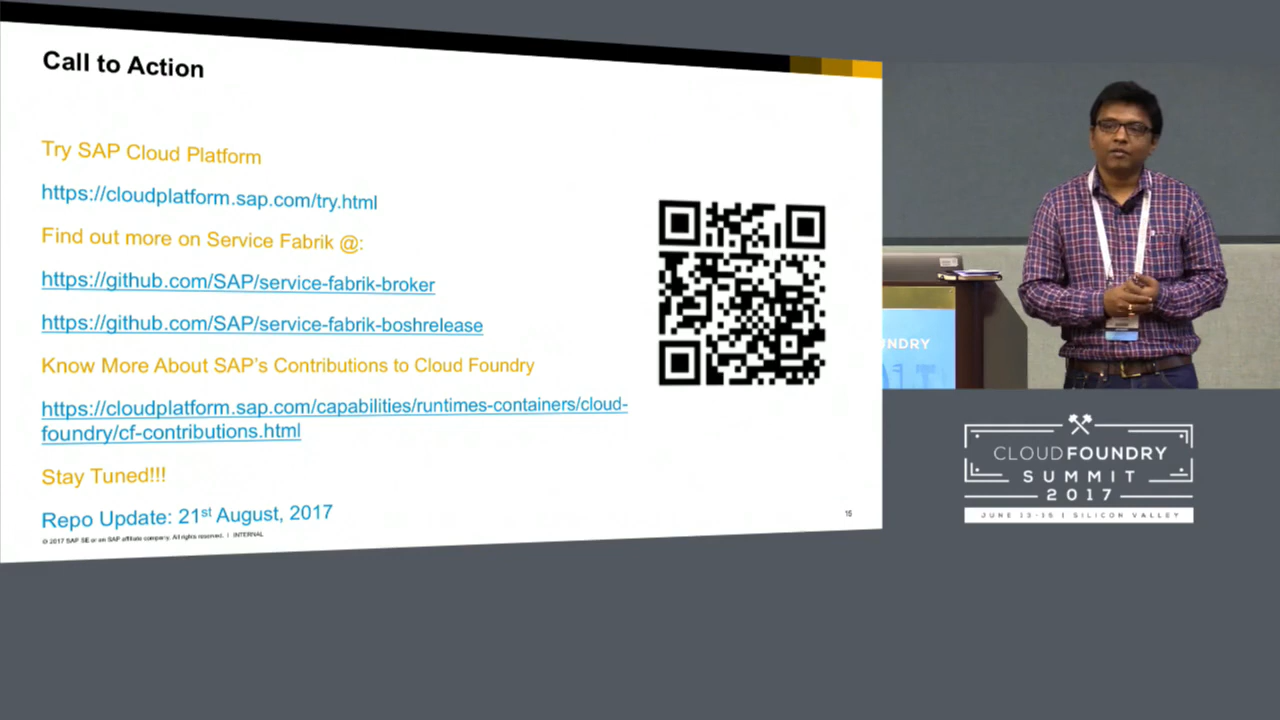 Call to Action
Try SAP Cloud Platform
https://cloudplatform.sap.com/try.html
Find out more on Service Fabrik @:
https://github.com/SAP/service-fabrik-broker
https://github.com/SAP/service-fabrik-boshrelease
Know More About SAP's Contributions to Cloud Foundry
https://cloudplatform.sap.com/capabilities/runtimes-containers/cloud-
foundry/cf-contributions.html
Stay Tuned!!!
Repo Update: 21st August, 2017
© 2017 SAP SE or an SAP affiliate company. All rights reserved. | INTERNAL
15
UNDRY
CLOUD FOUNDRY
SUMMIT
2017
JUNE 13-15 | SILICON VALLEY